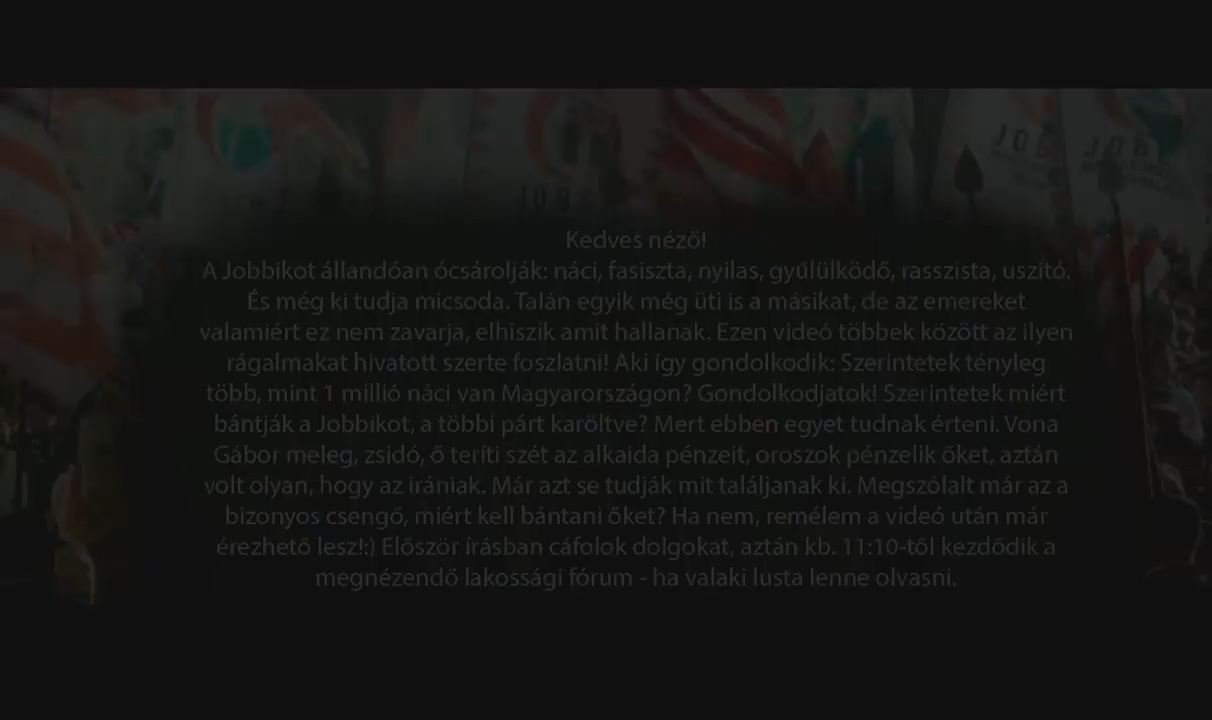 Kedves néző!
A Jobbikot állandóan ócsárolják: náci, fasiszta, nyilas, gyűlülködő, rasszista, uszító.
És még ki tudja micsoda. Talán egyik még üti is a másikat, de az emereket
valamiért ez nem zavarja, elhiszik amit hallanak. Ezen videó többek között az ilyen
rágalmakat hivatott szerte foszlatni! Aki így gondolkodik: Szerintetek tényleg
több, mint 1 millió náci van Magyarországon? Gondolkodjatok! Szerintetek miért
bántják a Jobbikot, a többi párt karöltve? Mert ebben egyet tudnak érteni. Vona
Gábor meleg, zsidó, ő teríti szét az alkaida pénzeit, oroszok pénzelik őket, aztán
volt olyan, hogy az irániak. Már azt se tudják mit találjanak ki. Megszólalt már az a
bizonyos csengő, miért kell bántani őket? Ha nem, remélem a videó után már
érezhető lesz!:) Először írásban cáfolok dolgokat, aztán kb. 11:10-től kezdődik a
megnézendő lakossági fórum - ha valaki lusta lenne olvasni.